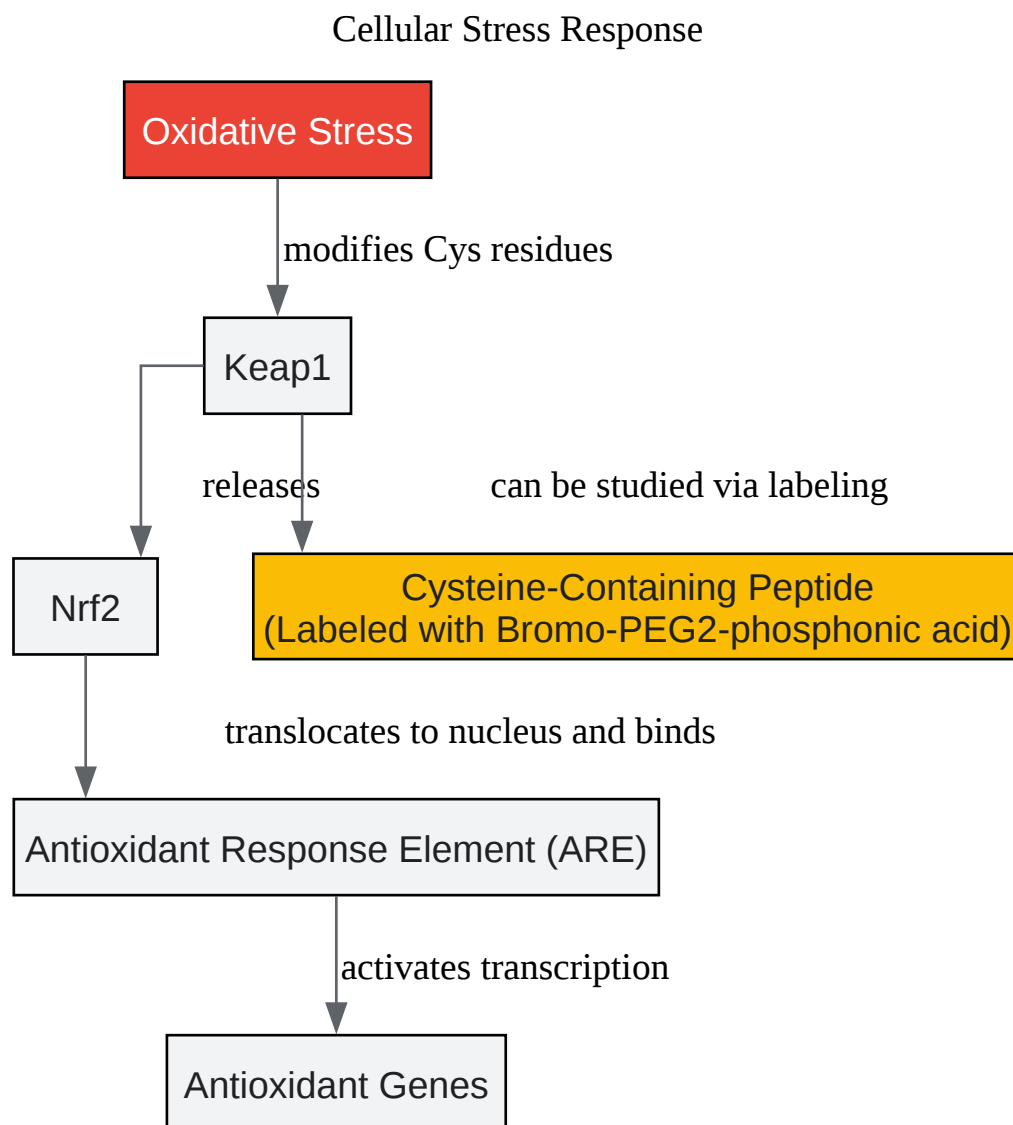 Cellular Stress Response
Oxidative Stress
modifies Cys residues
Keap1
releases
can be studied via labeling
Nrf2
Cysteine-Containing Peptide
(Labeled with Bromo-PEG2-phosphonic acid)
translocates to nucleus and binds
Antioxidant Response Element (ARE)
activates transcription
Antioxidant Genes